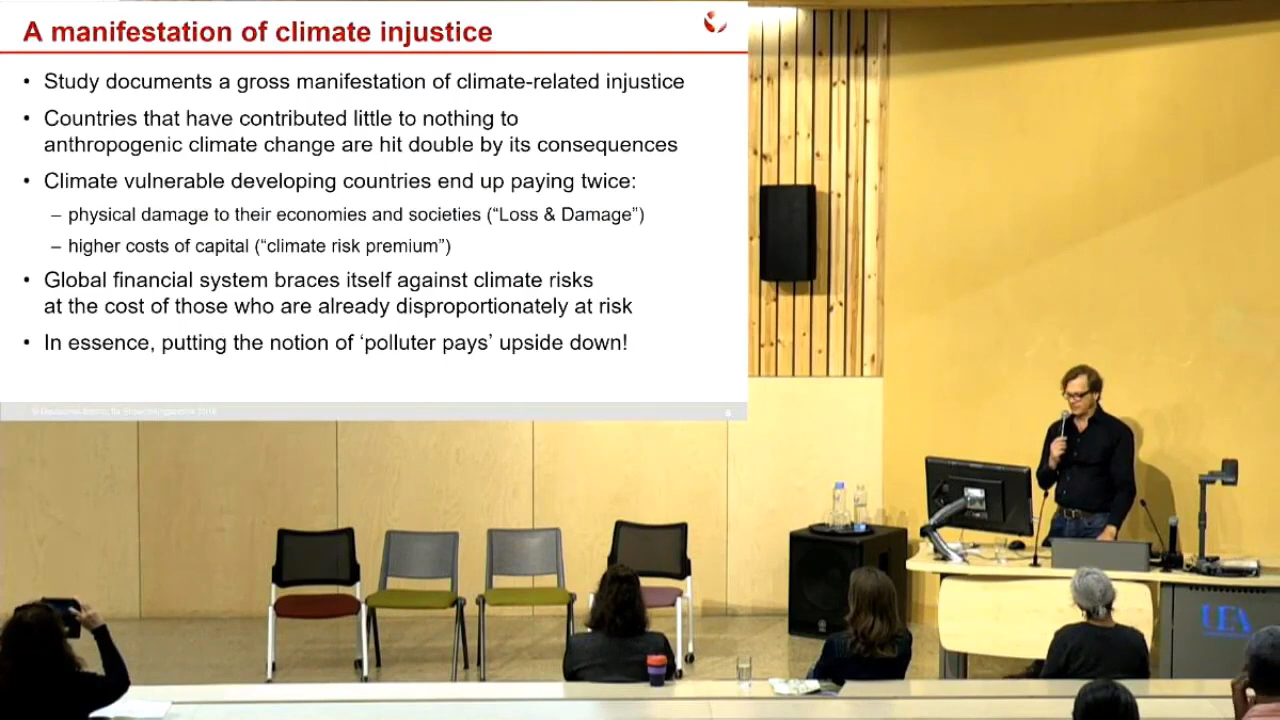 A manifestation of climate injustice
• Study documents a gross manifestation of climate-related injustice
• Countries that have contributed little to nothing to
anthropogenic climate change are hit double by its consequences
• Climate vulnerable developing countries end up paying twice:
– physical damage to their economies and societies (“Loss & Damage”)
– higher costs of capital (“climate risk premium”)
• Global financial system braces itself against climate risks
at the cost of those who are already disproportionately at risk
• In essence, putting the notion of ‘polluter pays’ upside down!
UEA